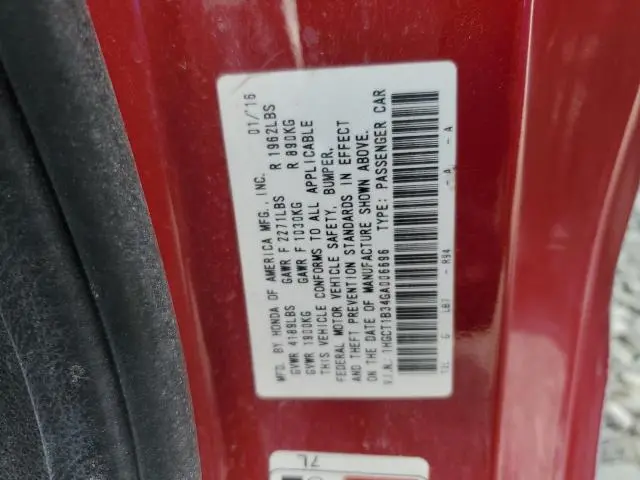 MFD. BY HONDA OF AMERICA MFG., INC. 01/'16
GVWR 4189LBS GAWR F 2271LBS R 1962LBS
GVWR 1900KG GAWR F 1030KG R 890KG
THIS VEHICLE CONFORMS TO ALL APPLICABLE
FEDERAL MOTOR VEHICLE SAFETY, BUMPER,
AND THEFT PREVENTION STANDARDS IN EFFECT
ON THE DATE OF MANUFACTURE SHOWN ABOVE.
V.I.N.: 1HGCT1B34GA006696 TYPE: PASSENGER CAR
R94 - A - A
7L